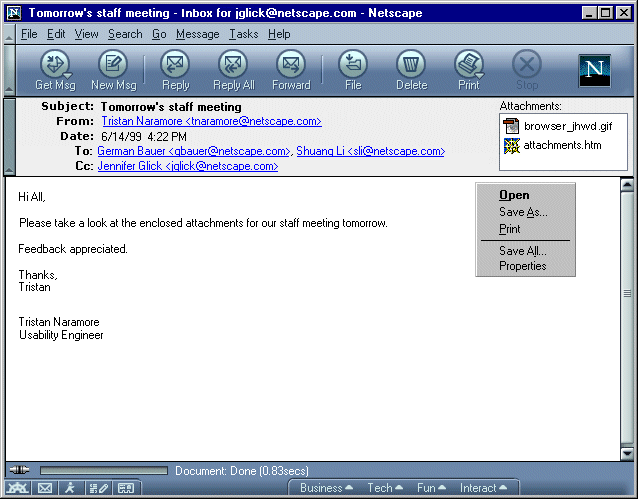 Tomorrow's staff meeting - Inbox for jglick@netscape.com - Netscape
File Edit View Search Go Message Tasks Help
Get Msg New Msg Reply Reply All Forward File Delete Print Stop N
Subject: Tomorrow's staff meeting
From: Tristan Naramore <tnaramore@netscape.com>
Date: 6/14/99 4:22 PM
To: German Bauer <gbauer@netscape.com>, Shuang Li <sli@netscape.com>
Cc: Jennifer Glick <jglick@netscape.com>
Attachments:
browser_jhwd.gif
attachments.htm
Hi All,
Please take a look at the enclosed attachments for our staff meeting tomorrow.
Feedback appreciated.
Thanks,
Tristan
Tristan Naramore
Usability Engineer
Open
Save As...
Print
Save All...
Properties
Document: Done (0.83secs)
Business Tech Fun Interact